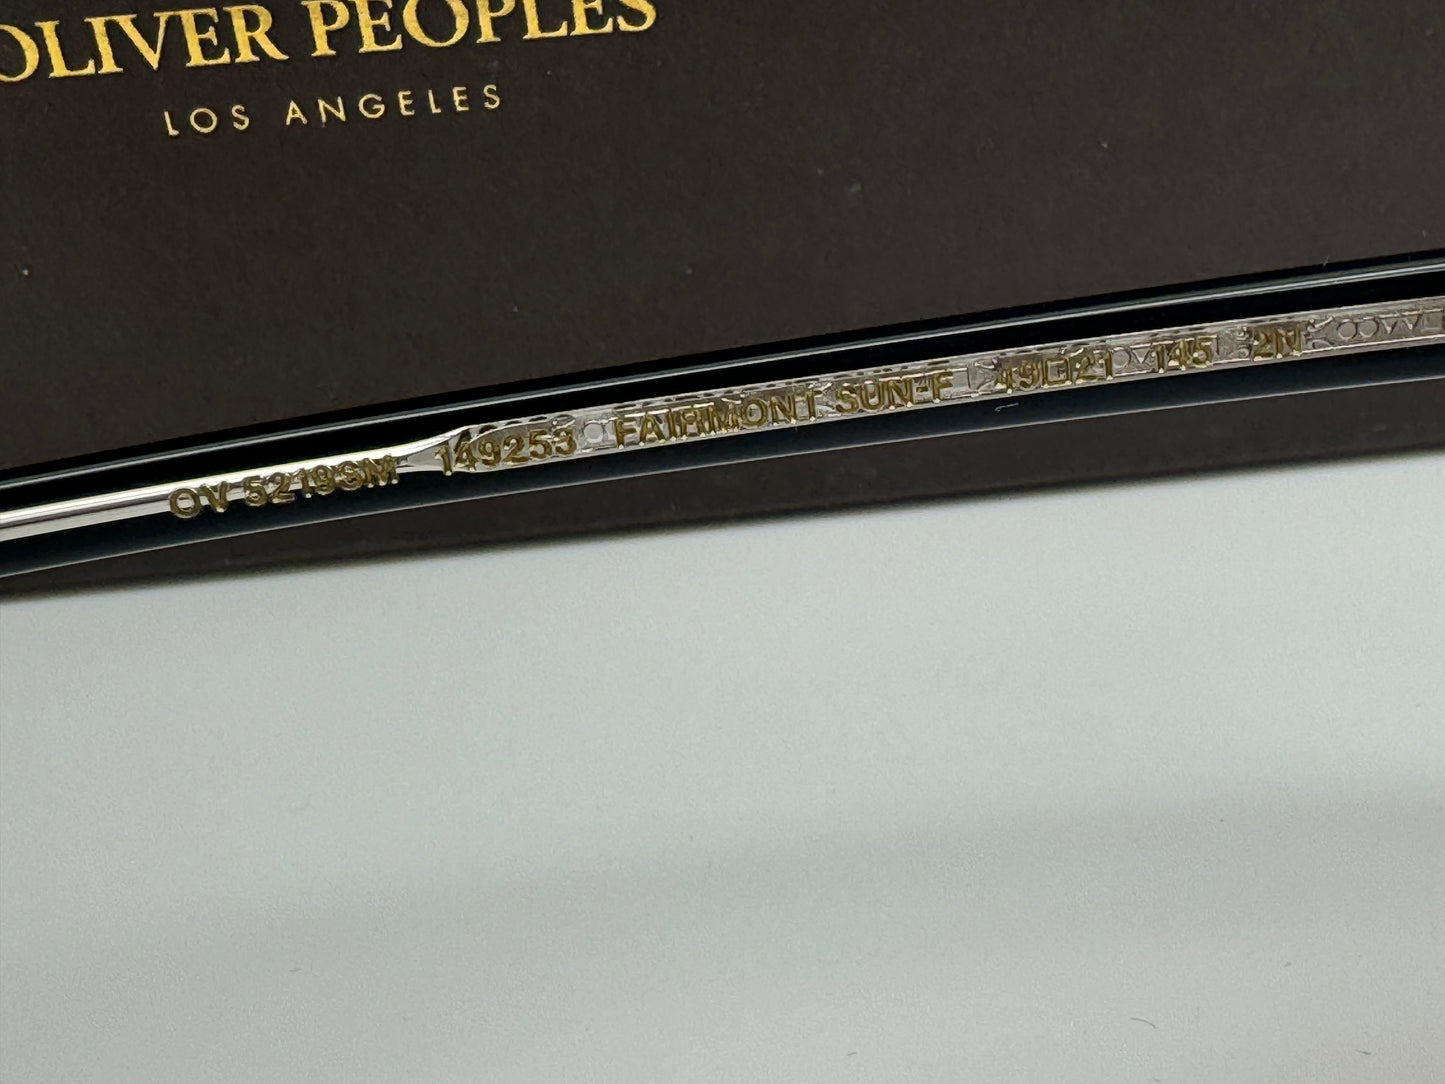 OLIVER PEOPLES
LOS ANGELES
OV 5219SM 149253 FAIRMONT SUN-F 49□21 145 2N